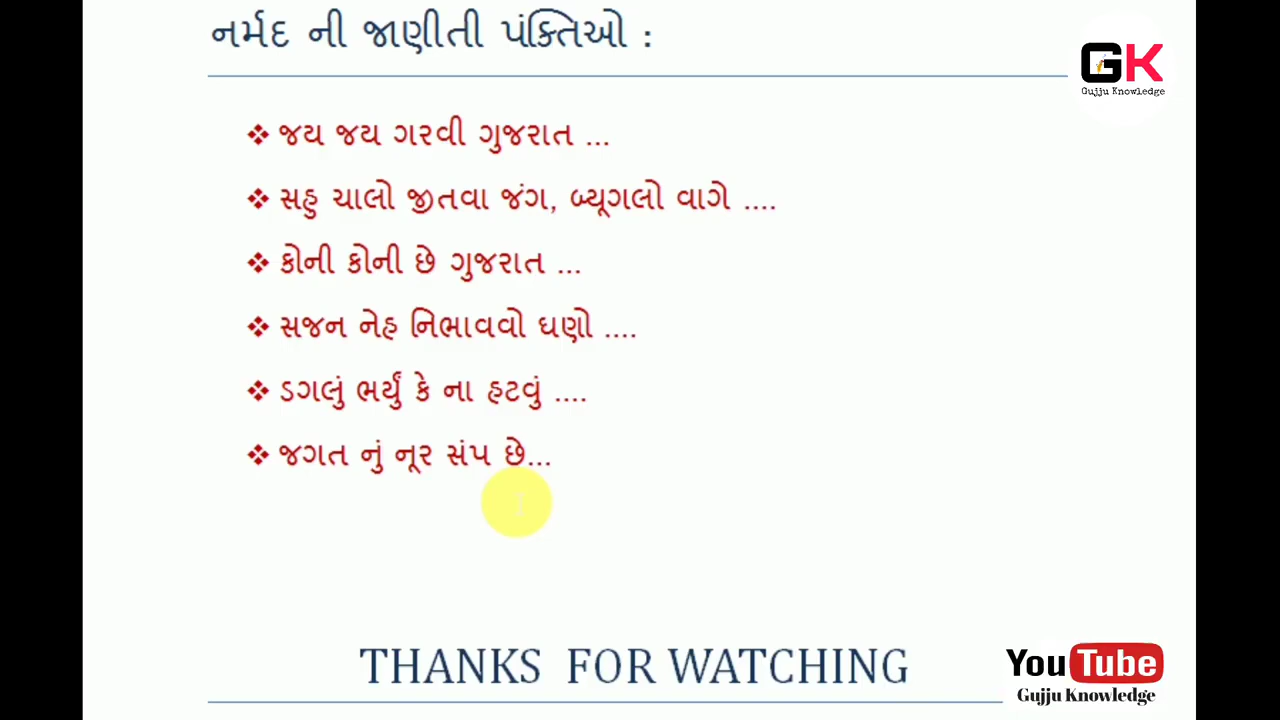 નર્મદ ની જાણીતી પંક્તિઓ :
GK
Gujju Knowledge
❖ જય જય ગરવી ગુજરાત ...
❖ સહુ ચાલો જીતવા જંગ, બ્યૂગલો વાગે ....
❖ કોની કોની છે ગુજરાત ...
❖ સજન નેહ નિભાવવો ઘણો ....
❖ ડગલું ભર્યું કે ના હટવું ....
❖ જગત નું નૂર સંપ છે...
THANKS FOR WATCHING
YouTube
Gujju Knowledge